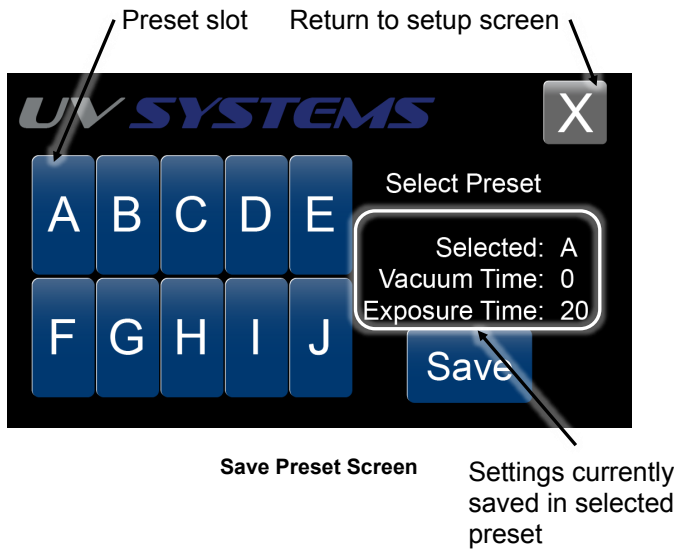 Preset slot
Return to setup screen
UV SYSTEMS
X
A B C D E
Select Preset
Selected: A
Vacuum Time: 0
Exposure Time: 20
F G H I J
Save
Save Preset Screen
Settings currently
saved in selected
preset